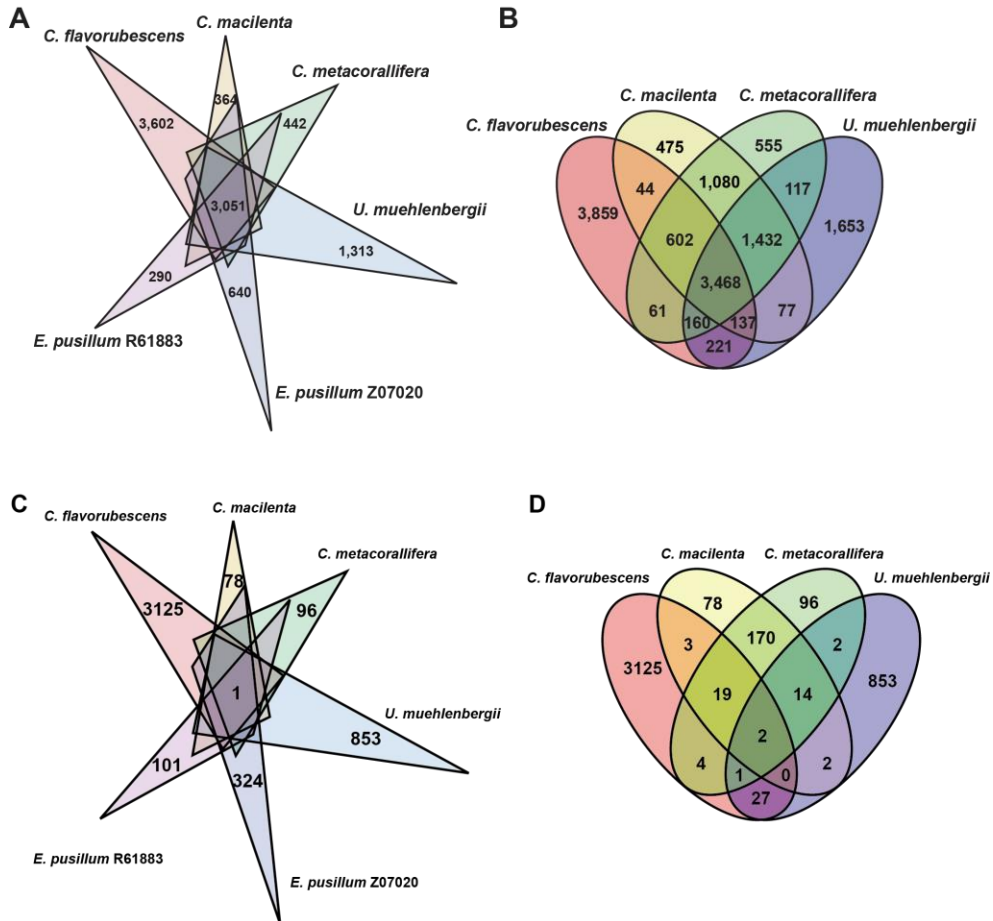 A
B
C. macilenta
C. flavorubescens
C. metacorallifera
364
442
3,602
3,051
U. muehlenbergii
1,313
290
640
E. pusillum R61883
E. pusillum Z07020
C. macilenta
C. metacorallifera
C. flavorubescens
U. muehlenbergii
475
555
44
1,080
117
3,859
1,653
602
1,432
3,468
61
160
137
77
221
C
D
C. macilenta
C. flavorubescens
C. metacorallifera
78
96
3125
1
U. muehlenbergii
853
101
324
E. pusillum R61883
E. pusillum Z07020
C. macilenta
C. metacorallifera
C. flavorubescens
U. muehlenbergii
78
96
3
170
2
3125
853
19
14
2
4
1
0
2
27